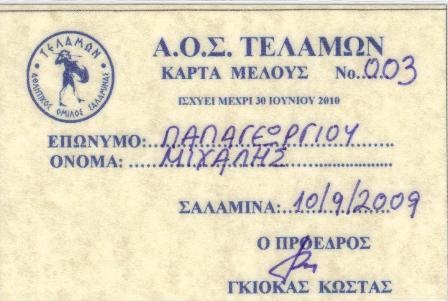 ΤΕΛΑΜΩΝ
ΑΘΛΗΤΙΚΟΣ ΟΜΙΛΟΣ ΣΑΛΑΜΙΝΑΣ
Α.Ο.Σ. ΤΕΛΑΜΩΝ
ΚΑΡΤΑ ΜΕΛΟΥΣ Νο. 003
ΙΣΧΥΕΙ ΜΕΧΡΙ 30 ΙΟΥΝΙΟΥ 2010
ΕΠΩΝΥΜΟ: ΠΑΠΑΓΕΩΡΓΙΟΥ
ΟΝΟΜΑ: ΜΙΧΑΛΗΣ
ΣΑΛΑΜΙΝΑ: 10/9/2009
Ο ΠΡΟΕΔΡΟΣ
ΓΚΙΟΚΑΣ ΚΩΣΤΑΣ